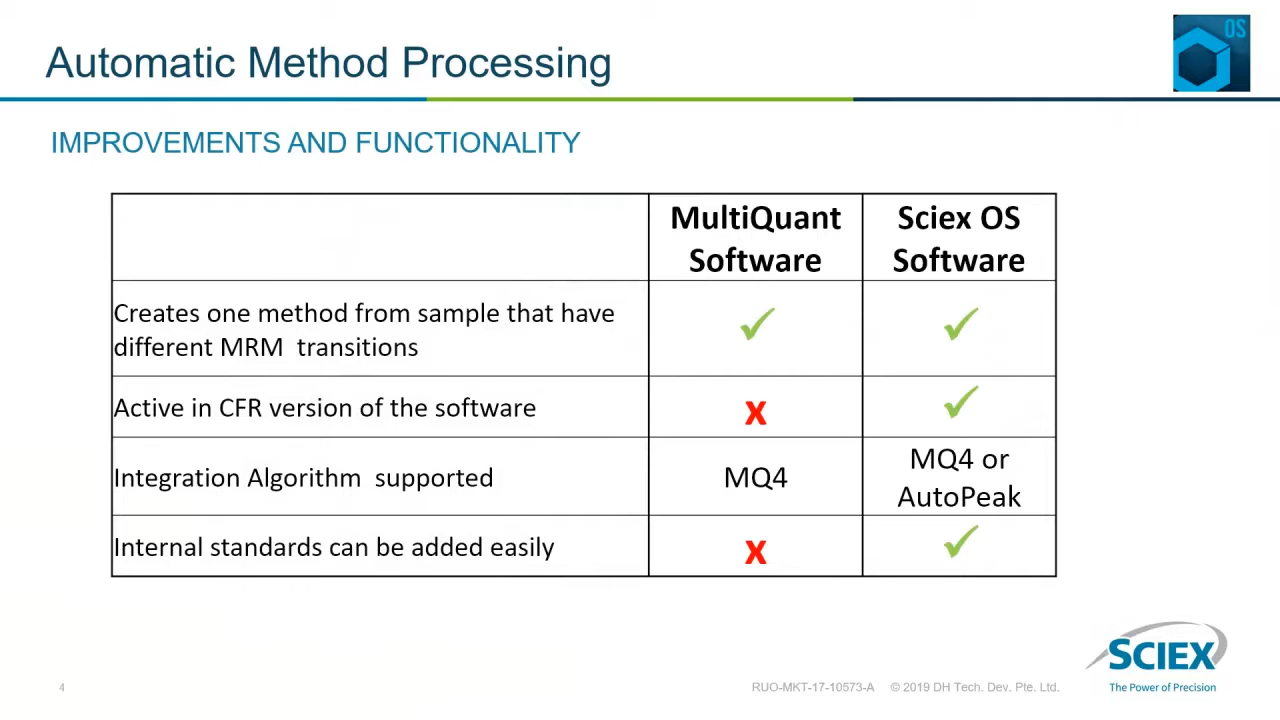 OS
Automatic Method Processing
IMPROVEMENTS AND FUNCTIONALITY
MultiQuant
Software
Sciex OS
Software
Creates one method from sample that have
different MRM transitions
Active in CFR version of the software
x
Integration Algorithm supported
MQ4
MQ4 or
AutoPeak
Internal standards can be added easily
x
SCIEX
The Power of Precision
4
RUO-MKT-17-10573-A © 2019 DH Tech. Dev. Pte. Ltd.